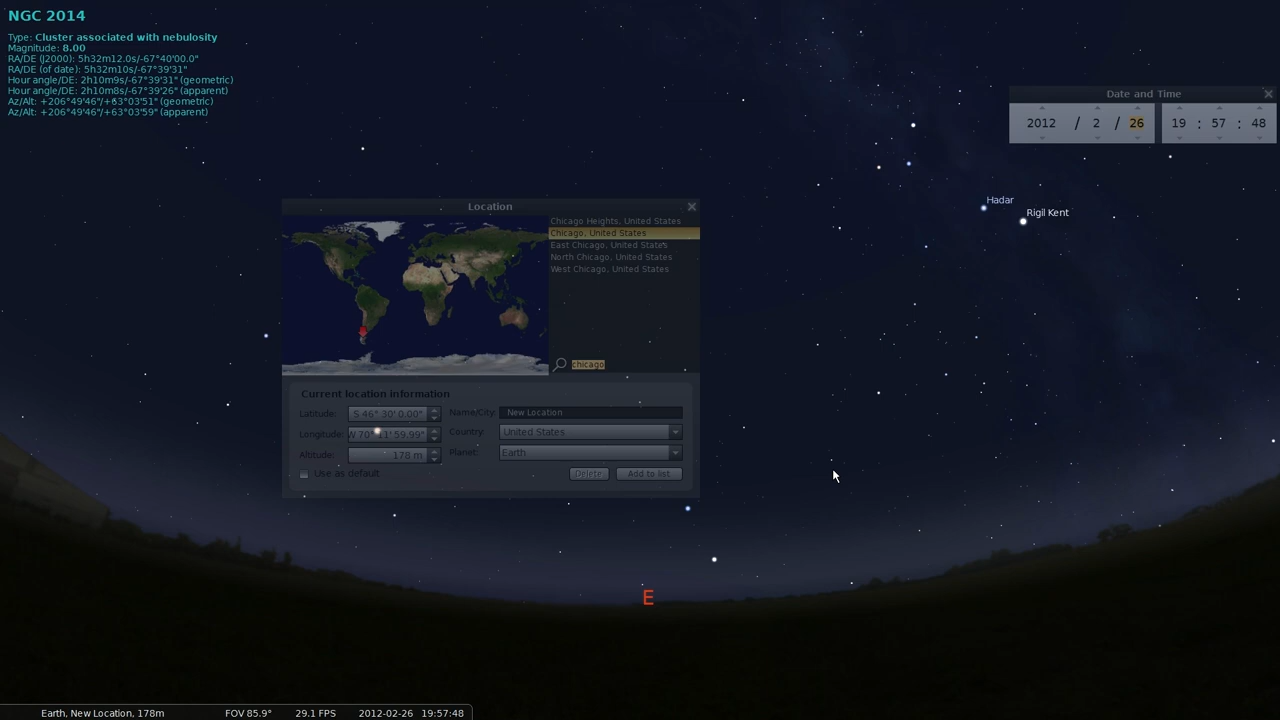 NGC 2014
Type: Cluster associated with nebulosity
Magnitude: 8.00
RA/DE (J2000): 5h32m12.0s/-67°40'00.0"
RA/DE (of date): 5h32m10s/-67°39'31"
Hour angle/DE: 2h10m9s/-67°39'31" (geometric)
Hour angle/DE: 2h10m8s/-67°39'26" (apparent)
Az/Alt: +206°49'46"/+63°03'51" (geometric)
Az/Alt: +206°49'46"/+63°03'59" (apparent)
Date and Time
2012 / 2 / 26 19 : 57 : 48
Hadar
Rigil Kent
Location
Chicago Heights, United States
Chicago, United States
East Chicago, United States
North Chicago, United States
West Chicago, United States
chicago
Current location information
Latitude: S 46° 30' 0.00" Name/City: New Location
Longitude: W 70° 11' 59.99" Country: United States
Altitude: 178 m Planet: Earth
Use as default Delete Add to list
E
Earth, New Location, 178m FOV 85.9° 29.1 FPS 2012-02-26 19:57:48